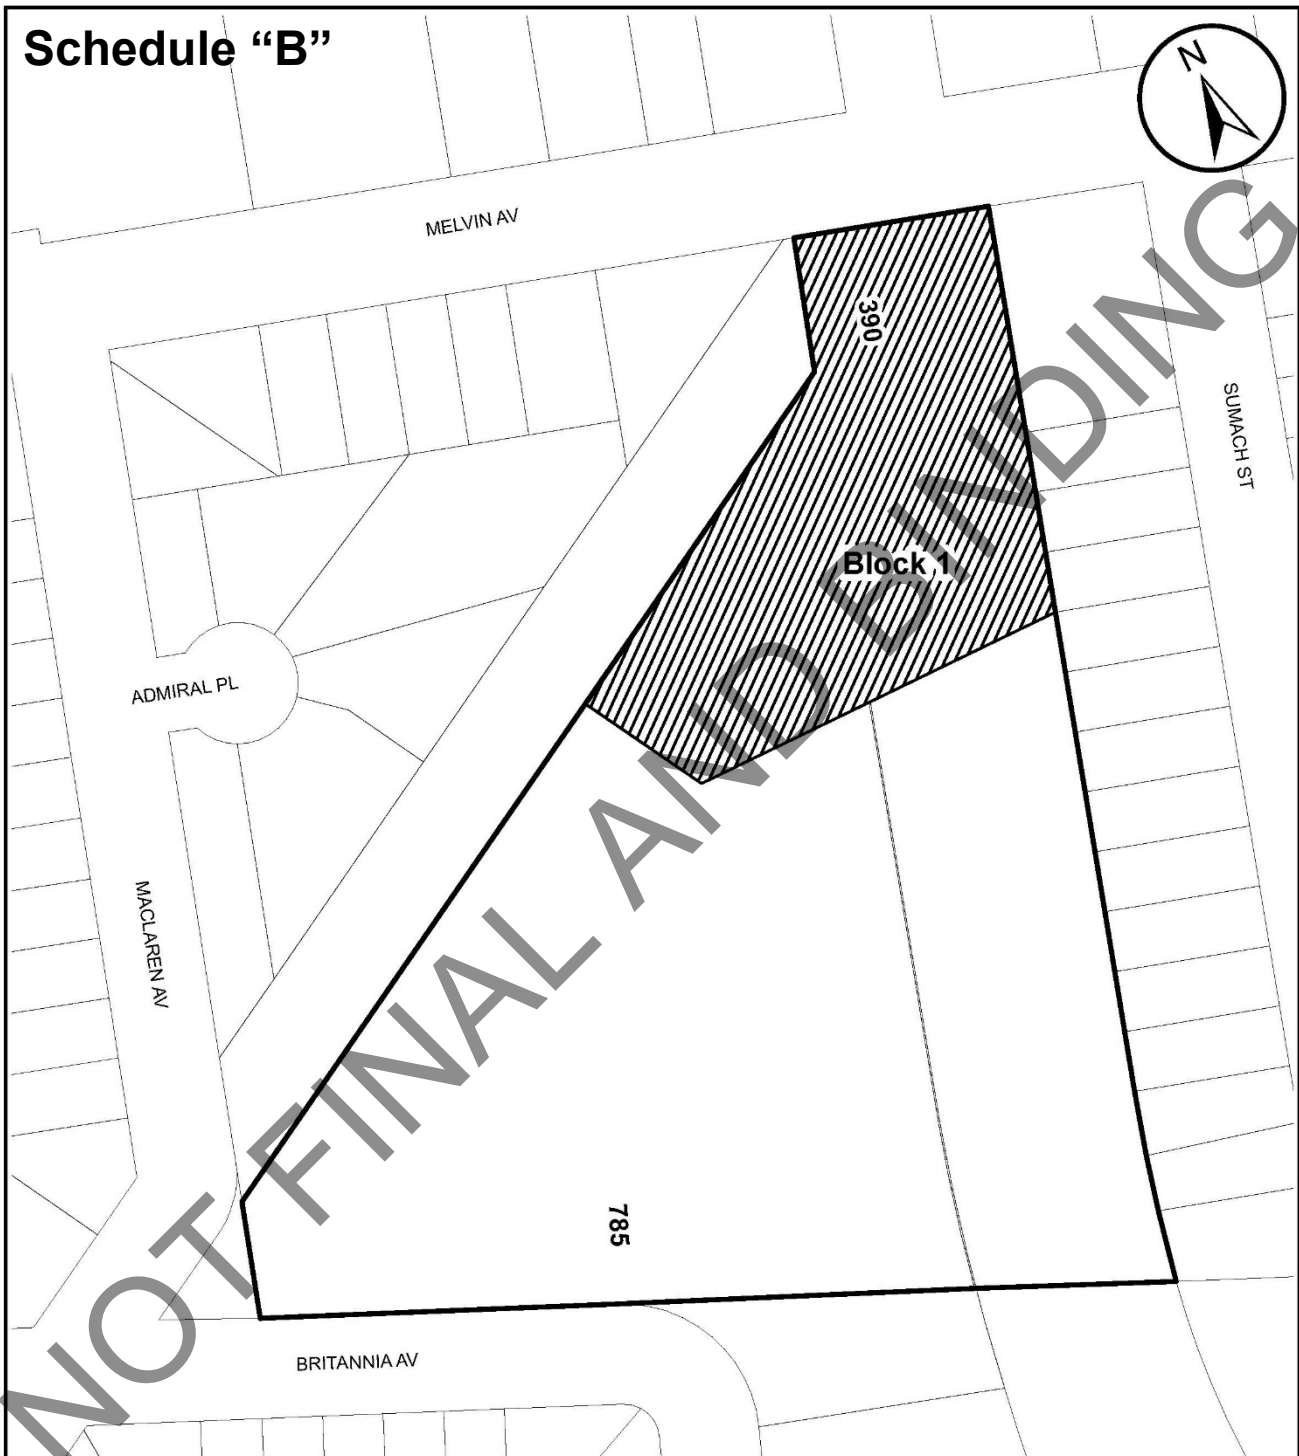 Schedule “B”
N
MELVIN AV
390
SUMACH ST
Block 1
ADMIRAL PL
MACLAREN AV
785
BRITANNIA AV
NOT FINAL AND BINDING